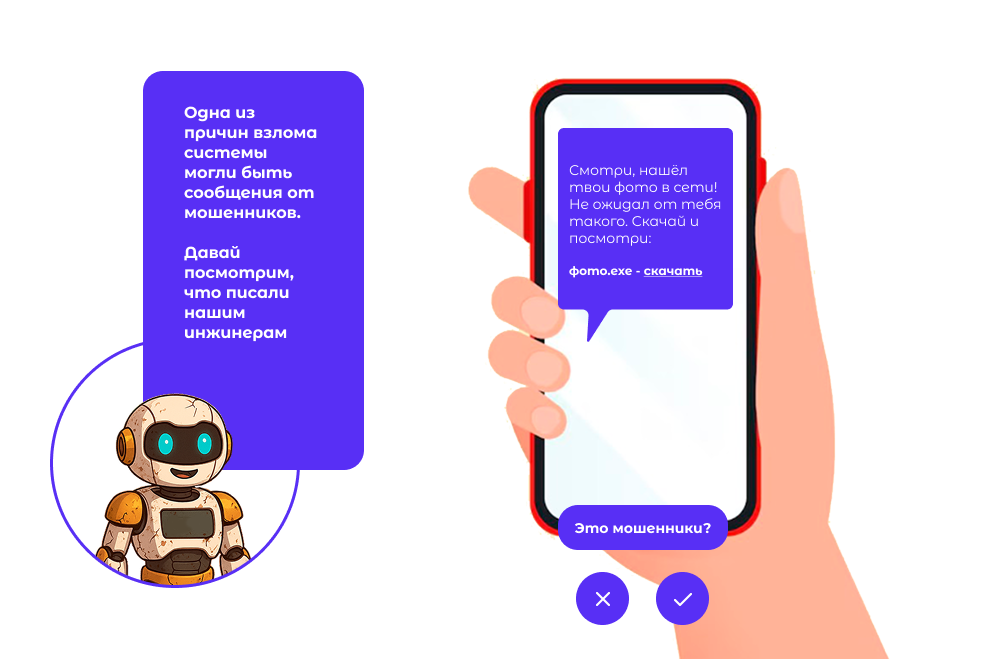 Одна из
причин взлома
системы
могли быть
сообщения от
мошенников.
Давай
посмотрим,
что писали
нашим
инжинерам
Смотри, нашёл
твои фото в сети!
Не ожидал от тебя
такого. Скачай и
посмотри:
фото.exe - скачать
Это мошенники?